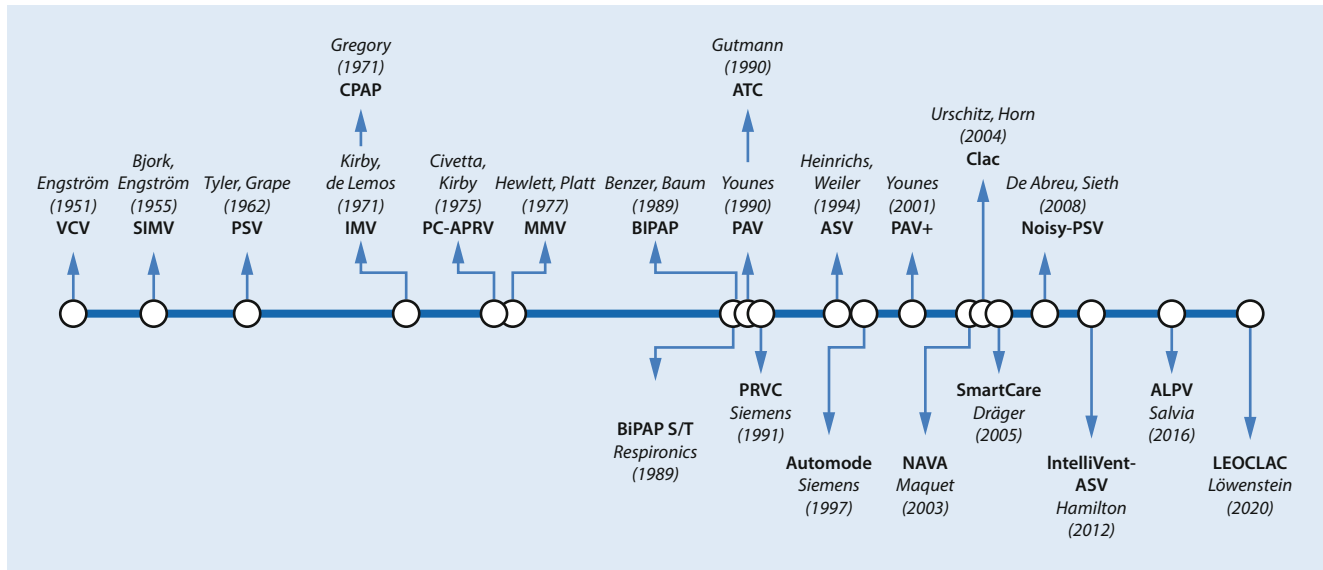 Gregory
(1971)
CPAP
Gutmann
(1990)
ATC
Urschitz, Horn
(2004)
Clac
Engström
(1951)
VCV
Bjork,
Engström
(1955)
SIMV
Tyler, Grape
(1962)
PSV
Kirby,
de Lemos
(1971)
IMV
Civetta,
Kirby
(1975)
PC-APRV
Hewlett, Platt
(1977)
MMV
Benzer, Baum
(1989)
BIPAP
Younes
(1990)
PAV
Heinrichs,
Weiler
(1994)
ASV
Younes
(2001)
PAV+
De Abreu, Sieth
(2008)
Noisy-PSV
BiPAP S/T
Respironics
(1989)
PRVC
Siemens
(1991)
Automode
Siemens
(1997)
NAVA
Maquet
(2003)
SmartCare
Dräger
(2005)
IntelliVent-
ASV
Hamilton
(2012)
ALPV
Salvia
(2016)
LEOCLAC
Löwenstein
(2020)